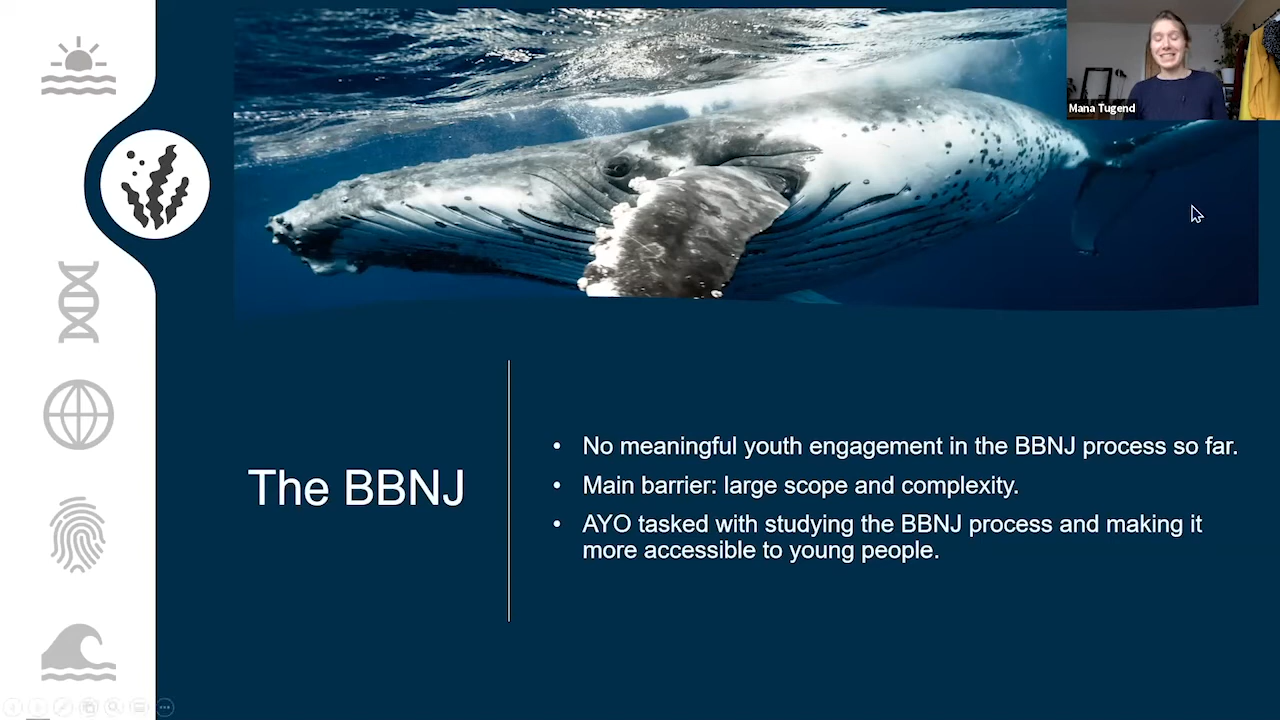 Mana Tugend
The BBNJ
• No meaningful youth engagement in the BBNJ process so far.
• Main barrier: large scope and complexity.
• AYO tasked with studying the BBNJ process and making it
more accessible to young people.